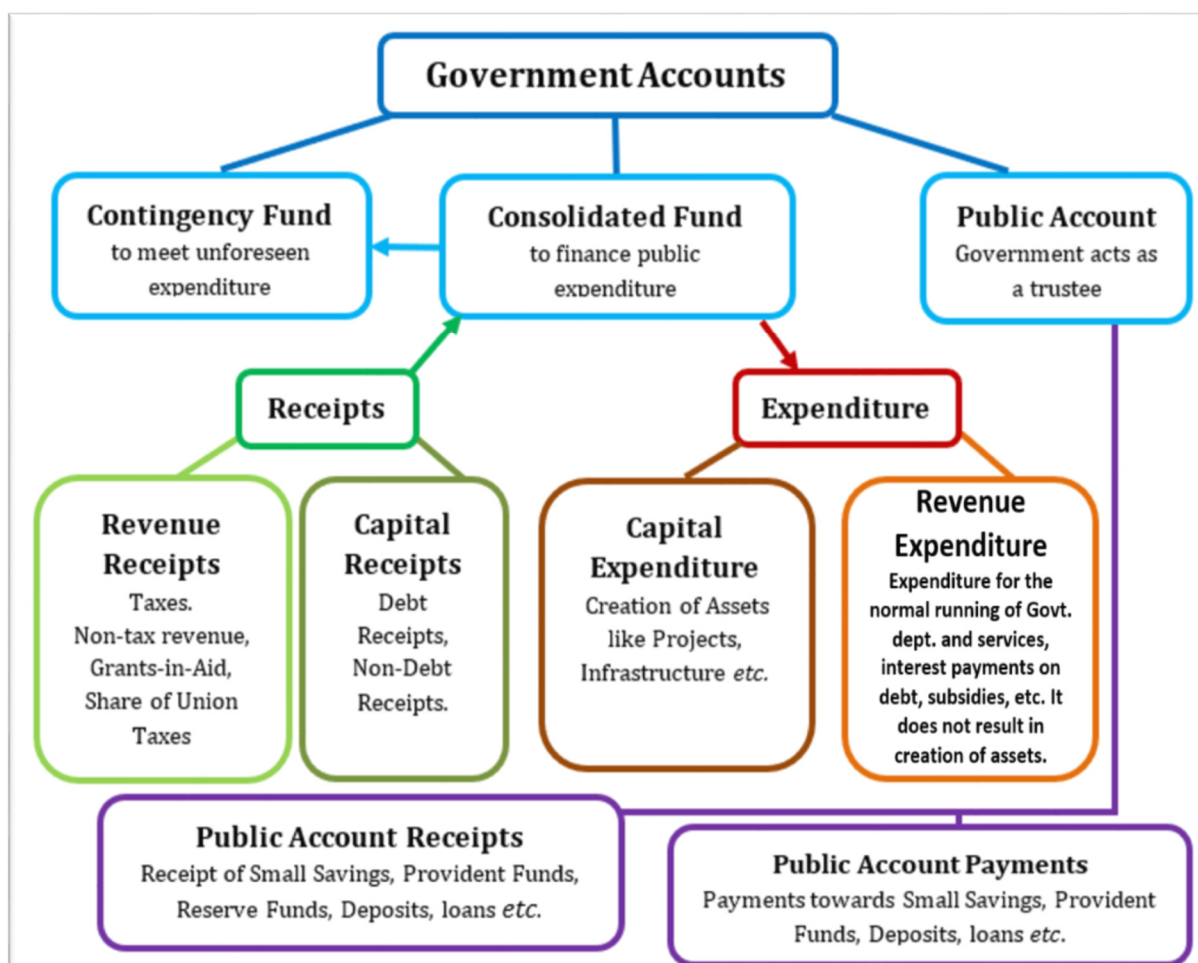 Government Accounts
Contingency Fund
to meet unforeseen
expenditure
Consolidated Fund
to finance public
expenditure
Public Account
Government acts as
a trustee
Receipts
Expenditure
Revenue
Receipts
Taxes.
Non-tax revenue,
Grants-in-Aid,
Share of Union
Taxes
Capital
Receipts
Debt
Receipts,
Non-Debt
Receipts.
Capital
Expenditure
Creation of Assets
like Projects,
Infrastructure etc.
Revenue
Expenditure
Expenditure for the
normal running of Govt.
dept. and services,
interest payments on
debt, subsidies, etc. It
does not result in
creation of assets.
Public Account Receipts
Receipt of Small Savings, Provident Funds,
Reserve Funds, Deposits, loans etc.
Public Account Payments
Payments towards Small Savings, Provident
Funds, Deposits, loans etc.